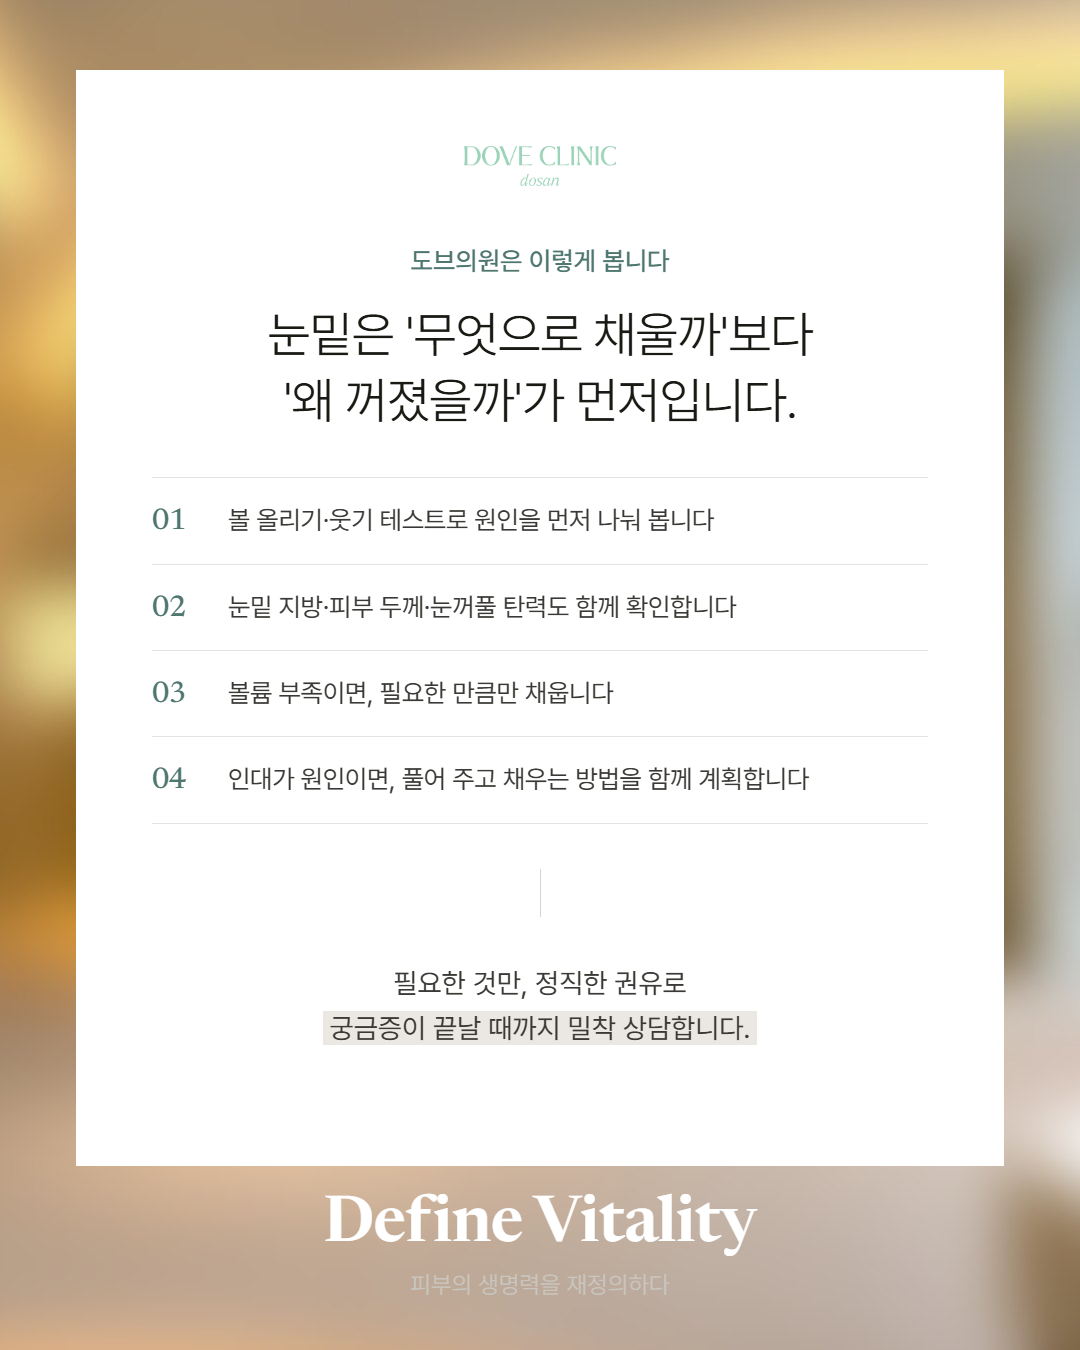 DOVE CLINIC
dosan
도브의원은 이렇게 봅니다
눈밑은 '무엇으로 채울까'보다
'왜 꺼졌을까'가 먼저입니다.
01 볼 올리기·웃기 테스트로 원인을 먼저 나눠 봅니다
02 눈밑 지방·피부 두께·눈꺼풀 탄력도 함께 확인합니다
03 볼륨 부족이면, 필요한 만큼만 채웁니다
04 인대가 원인이면, 풀어 주고 채우는 방법을 함께 계획합니다
필요한 것만, 정직한 권유로
궁금증이 끝날 때까지 밀착 상담합니다.
Define Vitality
피부의 생명력을 재정의하다